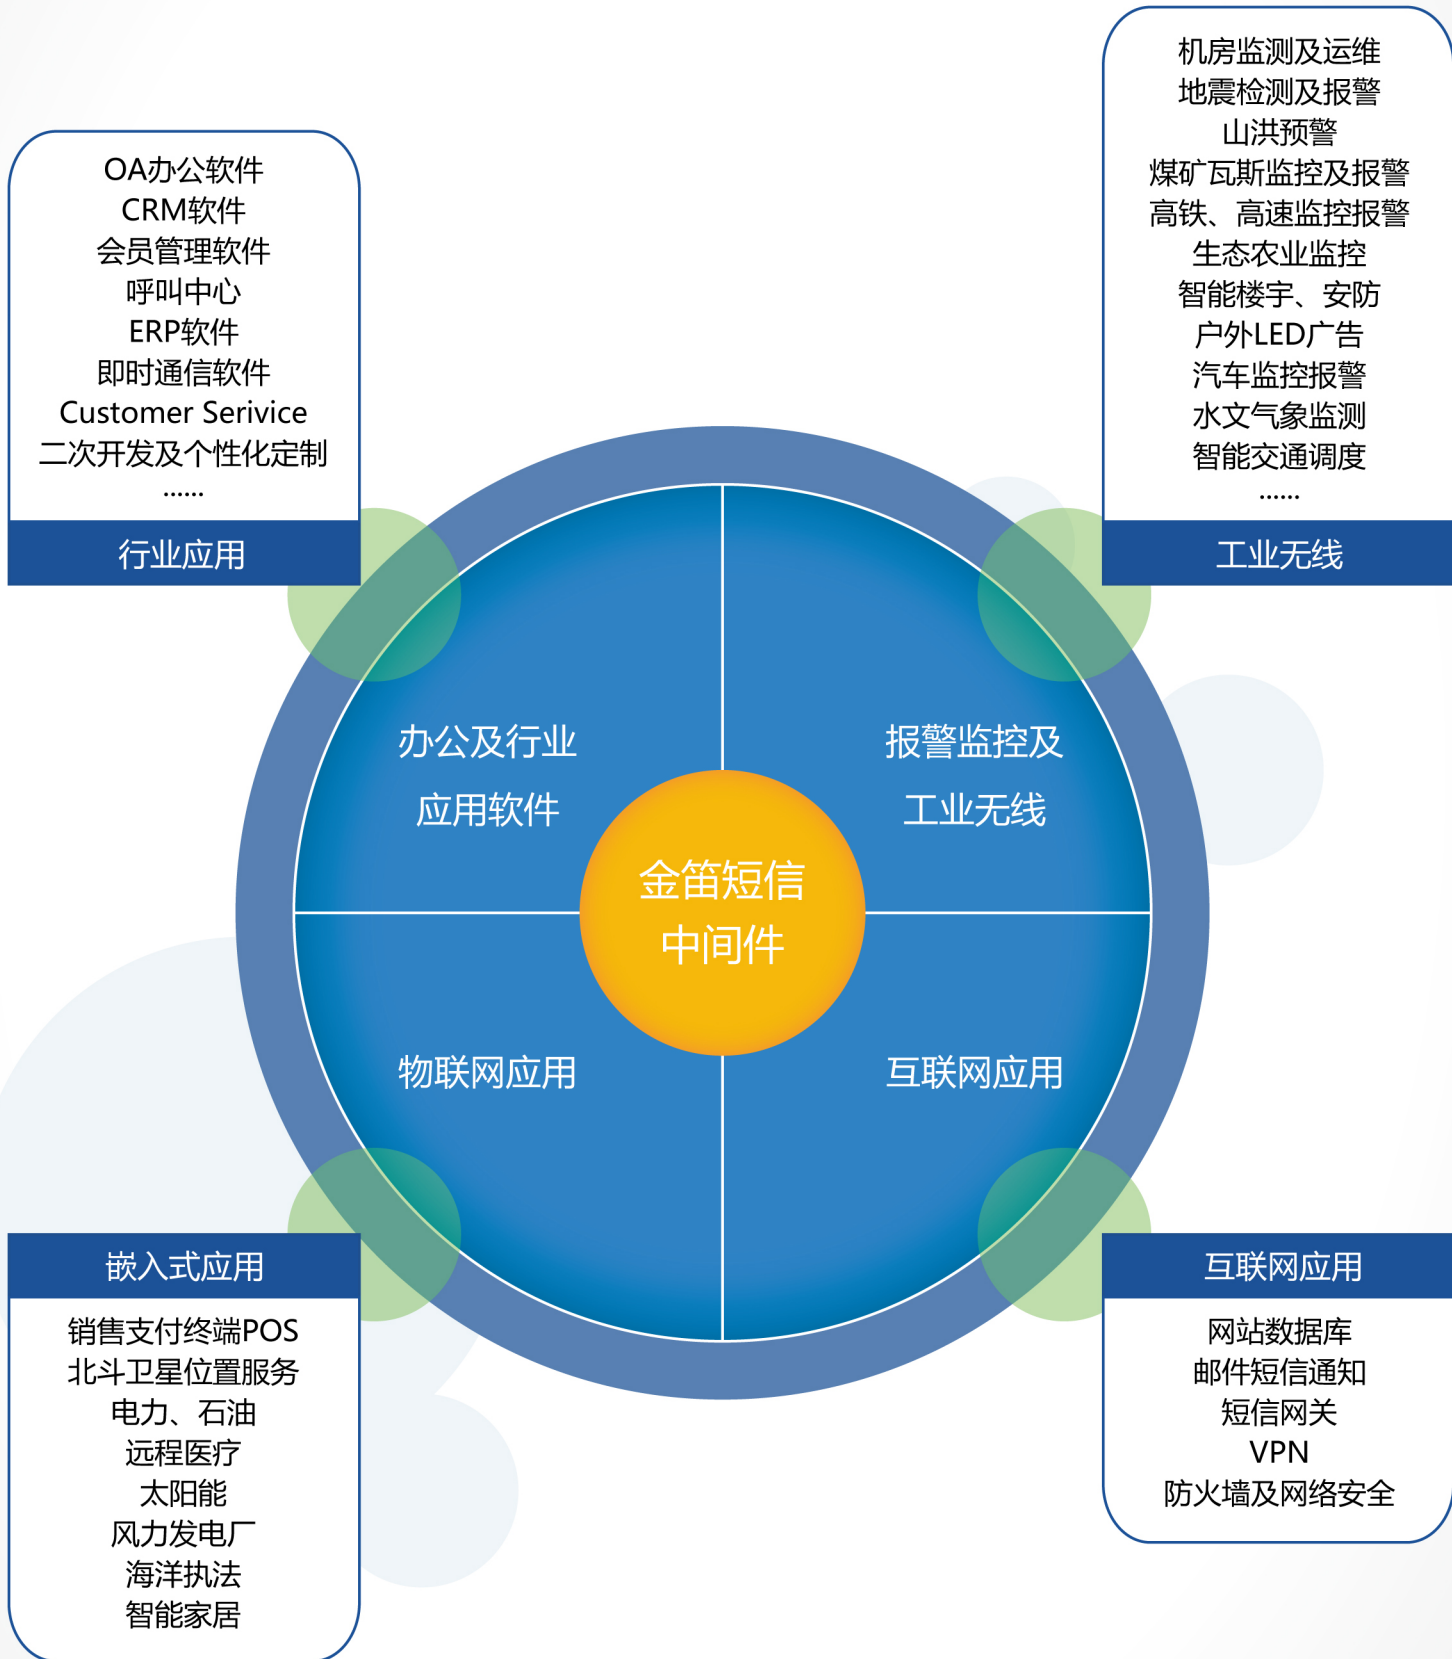 OA办公软件
CRM软件
会员管理软件
呼叫中心
ERP软件
即时通信软件
Customer Serivice
二次开发及个性化定制
......
行业应用
机房监测及运维
地震检测及报警
山洪预警
煤矿瓦斯监控及报警
高铁、高速监控报警
生态农业监控
智能楼宇、安防
户外LED广告
汽车监控报警
水文气象监测
智能交通调度
......
工业无线
办公及行业
应用软件
报警监控及
工业无线
金笛短信
中间件
物联网应用
互联网应用
嵌入式应用
销售支付终端POS
北斗卫星位置服务
电力、石油
远程医疗
太阳能
风力发电厂
海洋执法
智能家居
互联网应用
网站数据库
邮件短信通知
短信网关
VPN
防火墙及网络安全